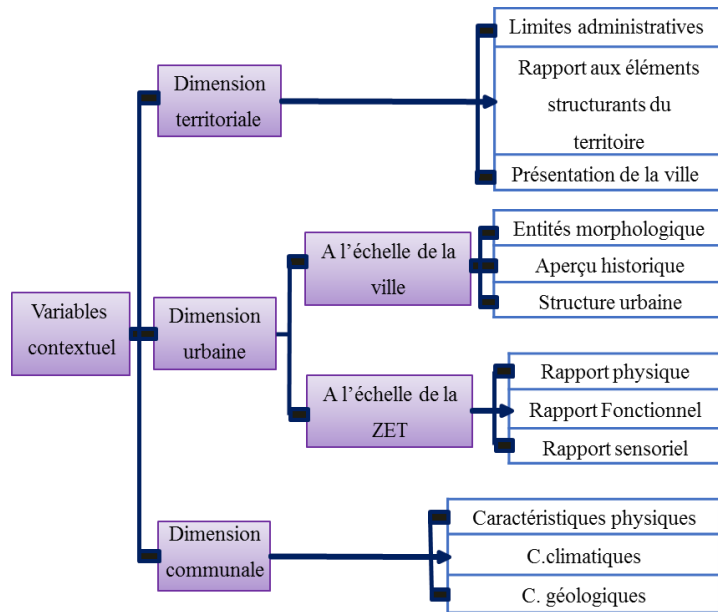 Variables
contextuel
Dimension
territoriale
Limites administratives
Rapport aux éléments
structurants du
territoire
Présentation de la ville
Dimension
urbaine
A l’échelle de la
ville
Entités morphologique
Aperçu historique
Structure urbaine
A l’échelle de la
ZET
Rapport physique
Rapport Fonctionnel
Rapport sensoriel
Dimension
communale
Caractéristiques physiques
C.climatiques
C. géologiques